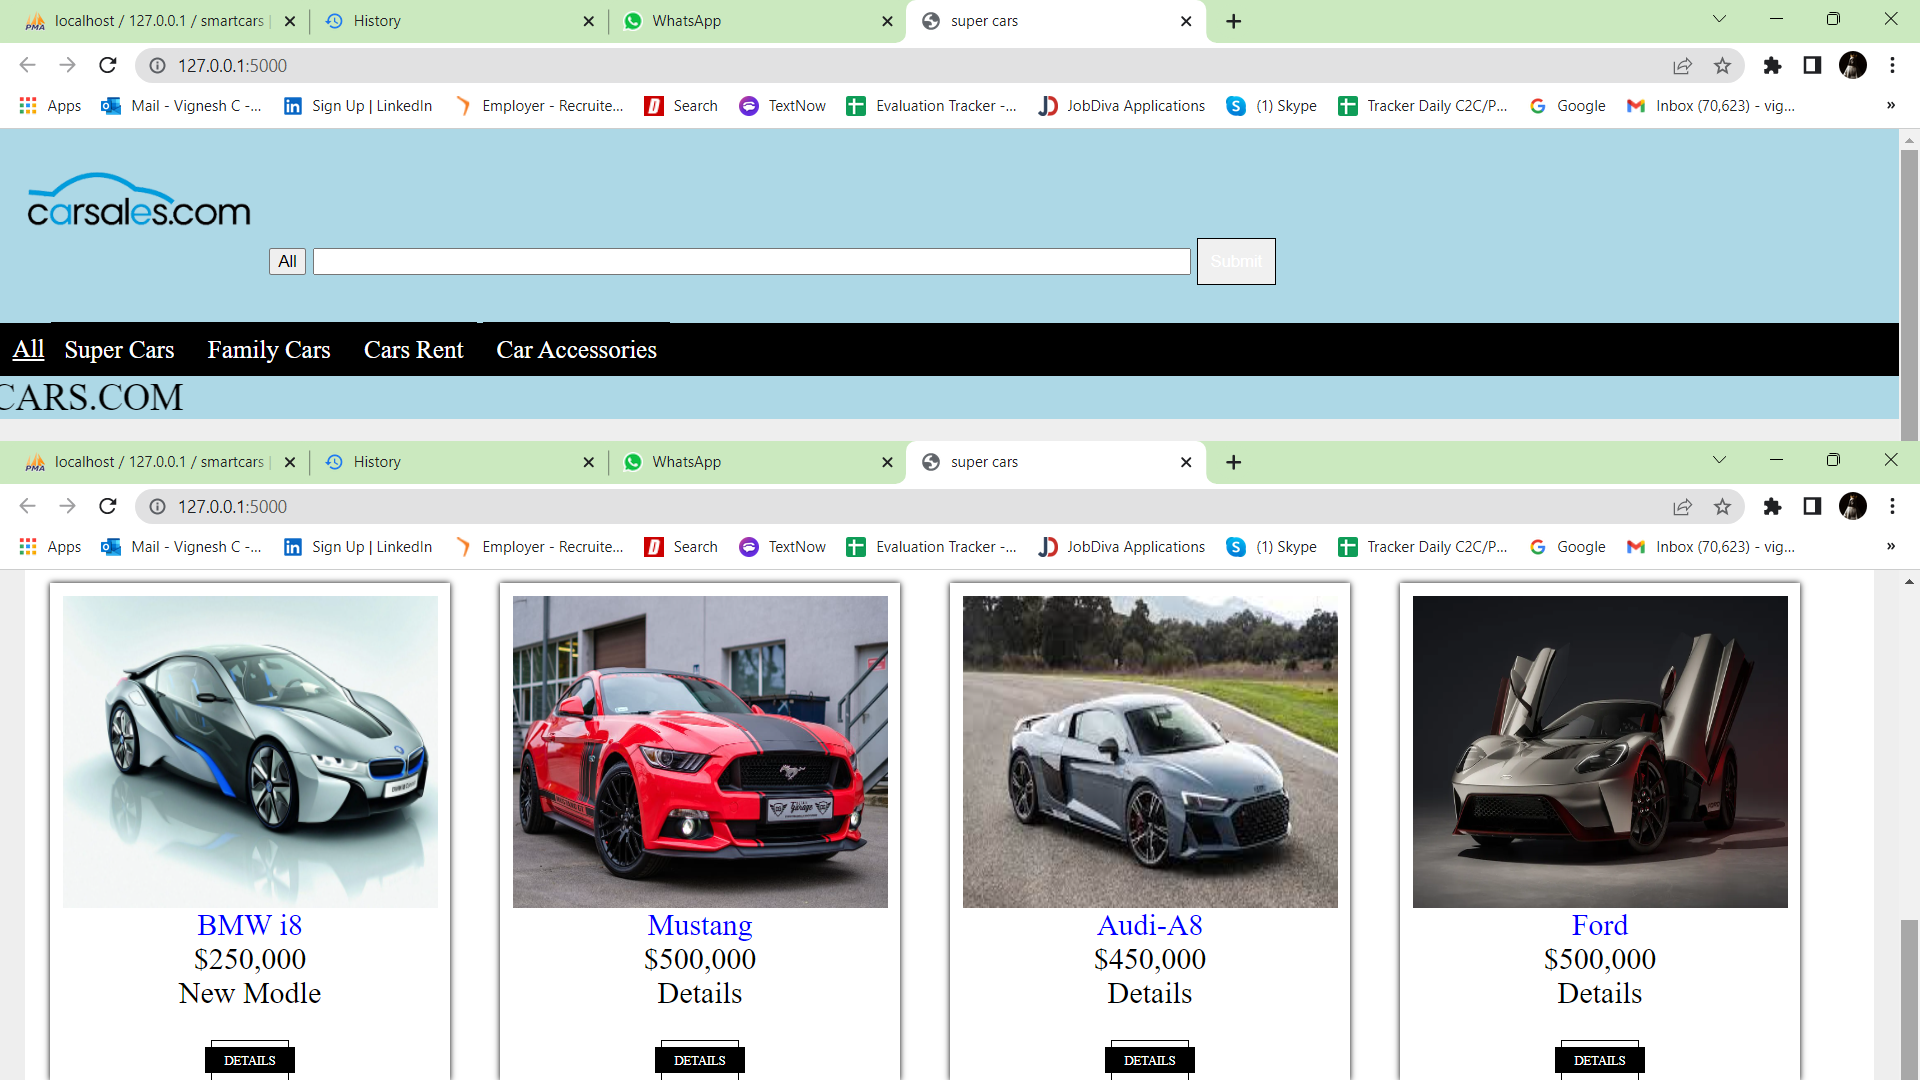 localhost / 127.0.0.1 / smartcars
History
WhatsApp
super cars
127.0.0.1:5000
Apps Mail - Vignesh C -... Sign Up | LinkedIn Employer - Recruite... Search TextNow Evaluation Tracker -... JobDiva Applications (1) Skype Tracker Daily C2C/P... Google Inbox (70,623) - vig... »
carsales.com
All Submit
All Super Cars Family Cars Cars Rent Car Accessories
CARS.COM
localhost / 127.0.0.1 / smartcars
History
WhatsApp
super cars
127.0.0.1:5000
Apps Mail - Vignesh C -... Sign Up | LinkedIn Employer - Recruite... Search TextNow Evaluation Tracker -... JobDiva Applications (1) Skype Tracker Daily C2C/P... Google Inbox (70,623) - vig... »
BMW i8
$250,000
New Modle
DETAILS
Mustang
$500,000
Details
DETAILS
Audi-A8
$450,000
Details
DETAILS
Ford
$500,000
Details
DETAILS